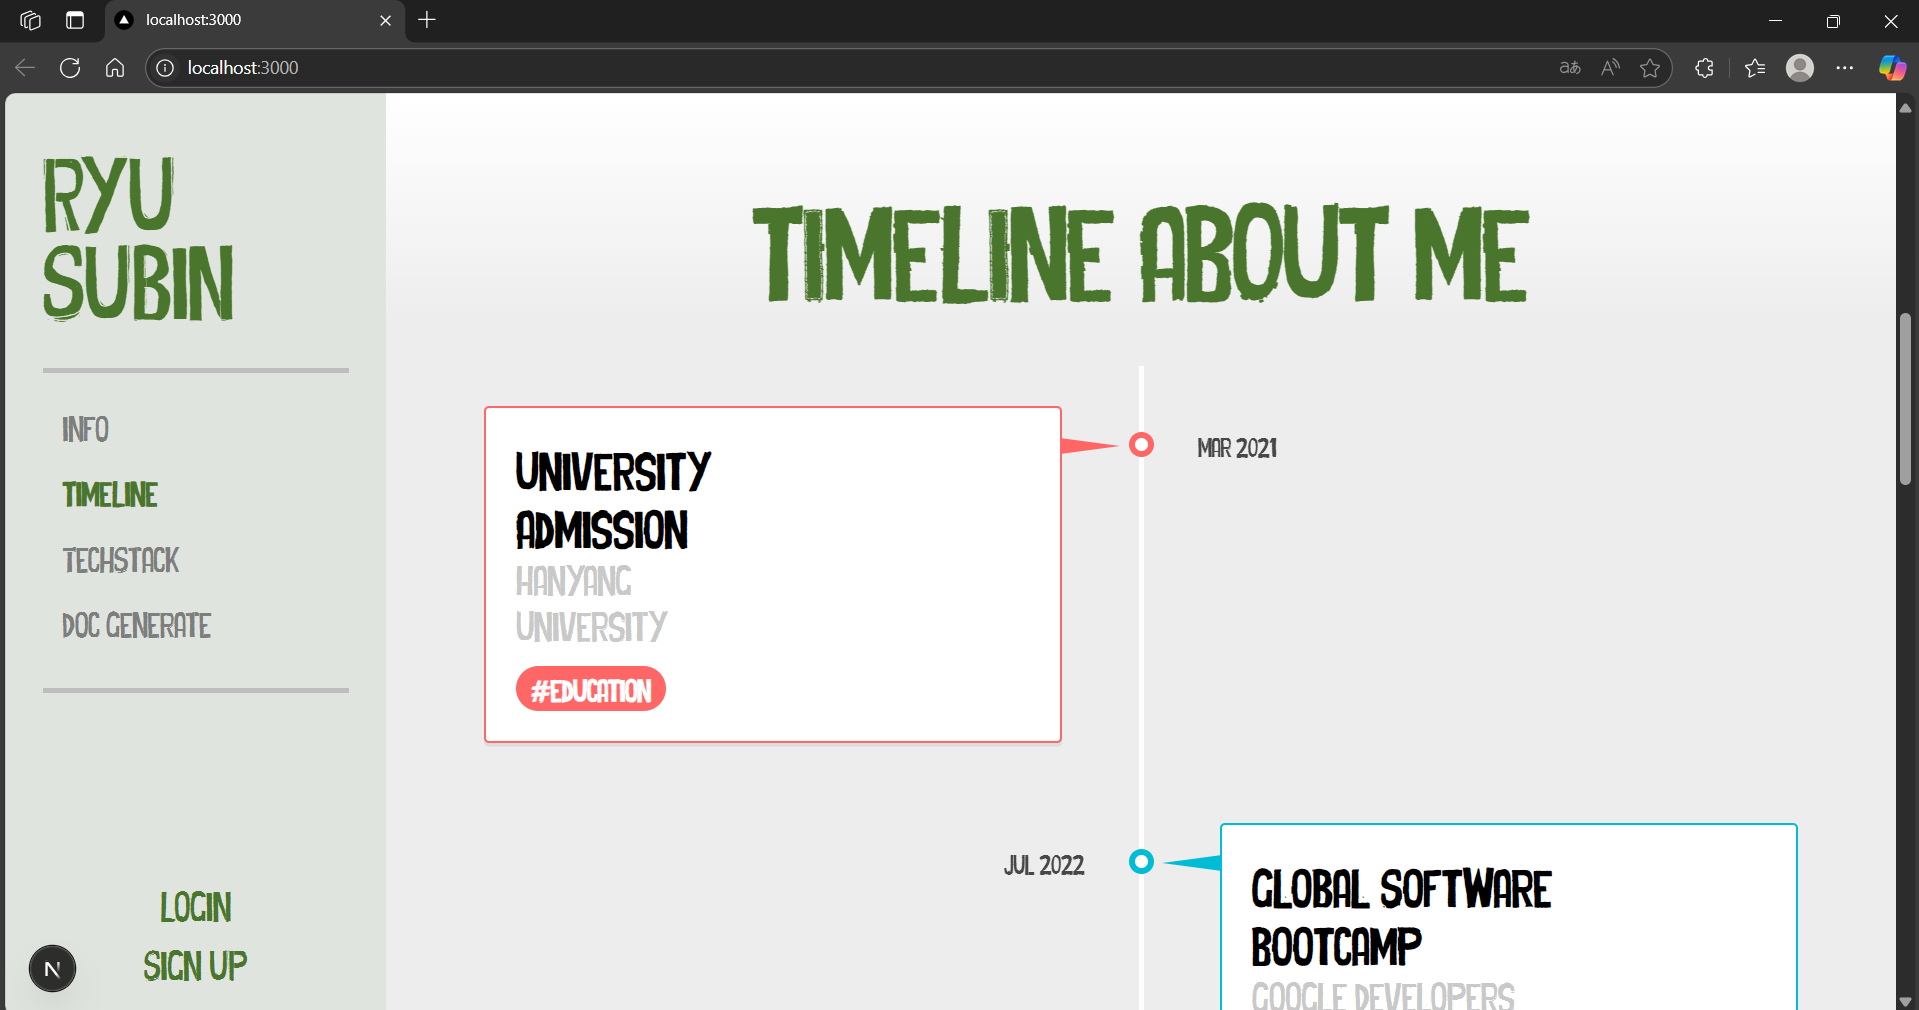 localhost:3000
localhost:3000
RYU
SUBIN
INFO
TIMELINE
TECHSTACK
DOC GENERATE
LOGIN
SIGN UP
N
TIMELINE ABOUT ME
UNIVERSITY
ADMISSION
HANYANG
UNIVERSITY
#EDUCATION
MAR 2021
JUL 2022
GLOBAL SOFTWARE
BOOTCAMP
GOOGLE DEVELOPERS